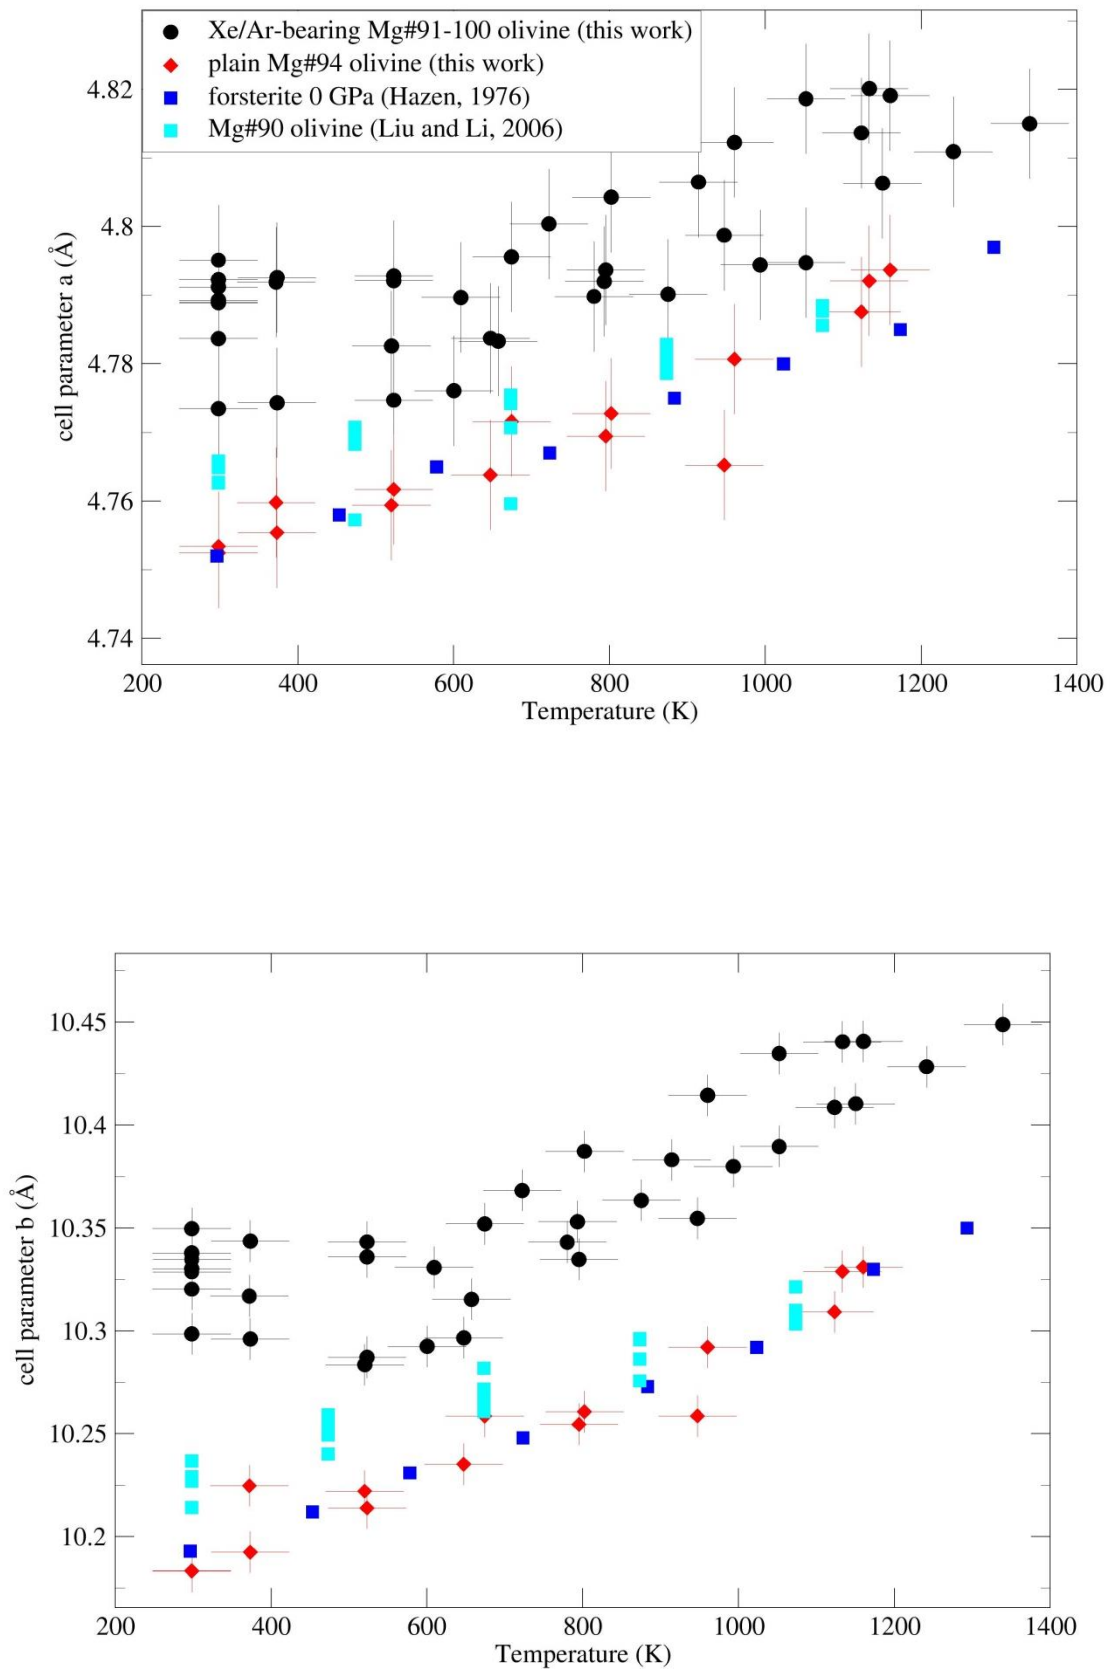 Xe/Ar-bearing Mg#91-100 olivine (this work)
plain Mg#94 olivine (this work)
forsterite 0 GPa (Hazen, 1976)
Mg#90 olivine (Liu and Li, 2006)
4.82
4.8
4.78
4.76
4.74
cell parameter a (Å)
200 400 600 800 1000 1200 1400
Temperature (K)
10.45
10.4
10.35
10.3
10.25
10.2
cell parameter b (Å)
200 400 600 800 1000 1200 1400
Temperature (K)